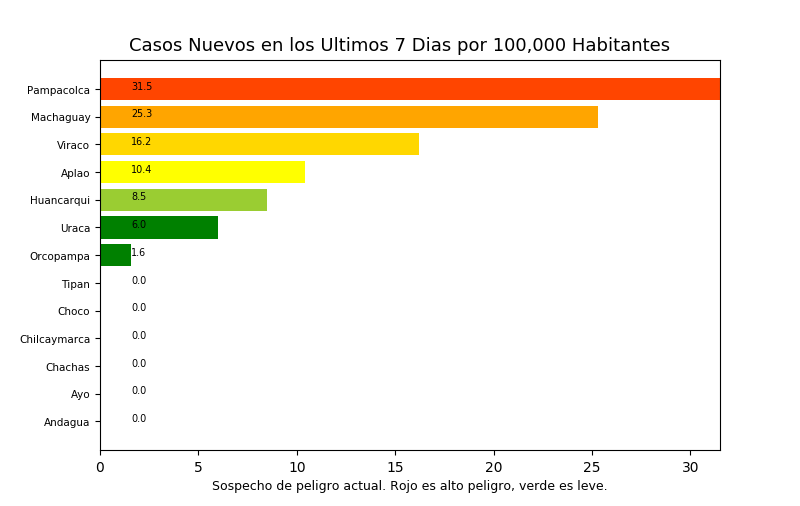 Casos Nuevos en los Ultimos 7 Dias por 100,000 Habitantes
Pampacolca 31.5
Machaguay 25.3
Viraco 16.2
Aplao 10.4
Huancarqui 8.5
Uraca 6.0
Orcopampa 1.6
Tipan 0.0
Choco 0.0
Chilcaymarca 0.0
Chachas 0.0
Ayo 0.0
Andagua 0.0
0 5 10 15 20 25 30
Sospecho de peligro actual. Rojo es alto peligro, verde es leve.